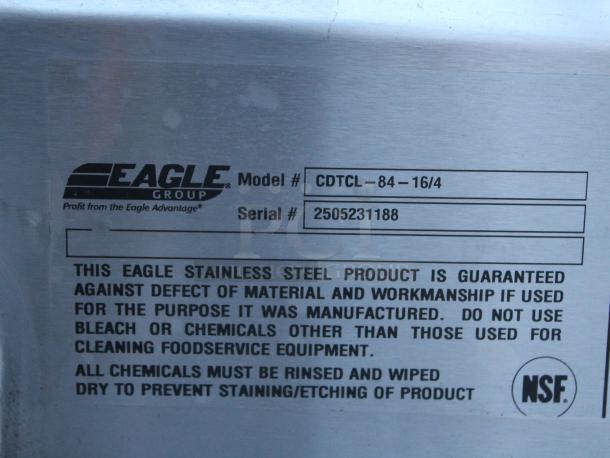 EAGLE
GROUP
Profit from the Eagle Advantage®
Model # CDTCL-84-16/4
Serial # 2505231188
PCI
THIS EAGLE STAINLESS STEEL PRODUCT IS GUARANTEED
AGAINST DEFECT OF MATERIAL AND WORKMANSHIP IF USED
FOR THE PURPOSE IT WAS MANUFACTURED. DO NOT USE
BLEACH OR CHEMICALS OTHER THAN THOSE USED FOR
CLEANING FOODSERVICE EQUIPMENT.
ALL CHEMICALS MUST BE RINSED AND WIPED
DRY TO PREVENT STAINING/ETCHING OF PRODUCT
NSF.